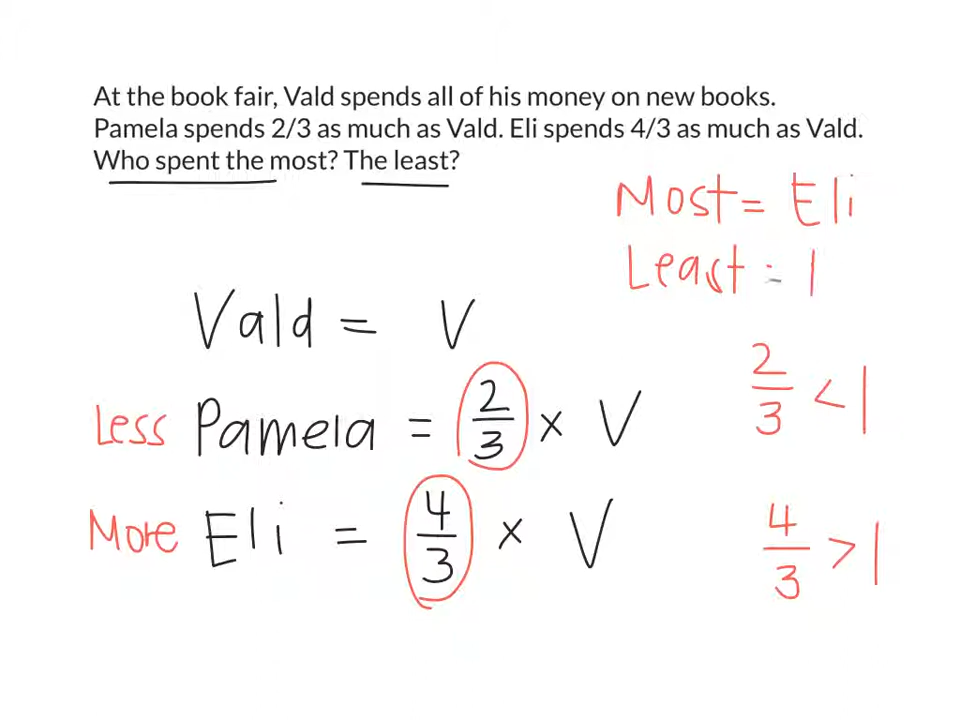 At the book fair, Vald spends all of his money on new books.
Pamela spends 2/3 as much as Vald. Eli spends 4/3 as much as Vald.
Who spent the most? The least?
Most = Eli
Least = 
Vald = V
Less Pamela = 2/3 × V
2/3 < 1
More Eli = 4/3 × V
4/3 > 1